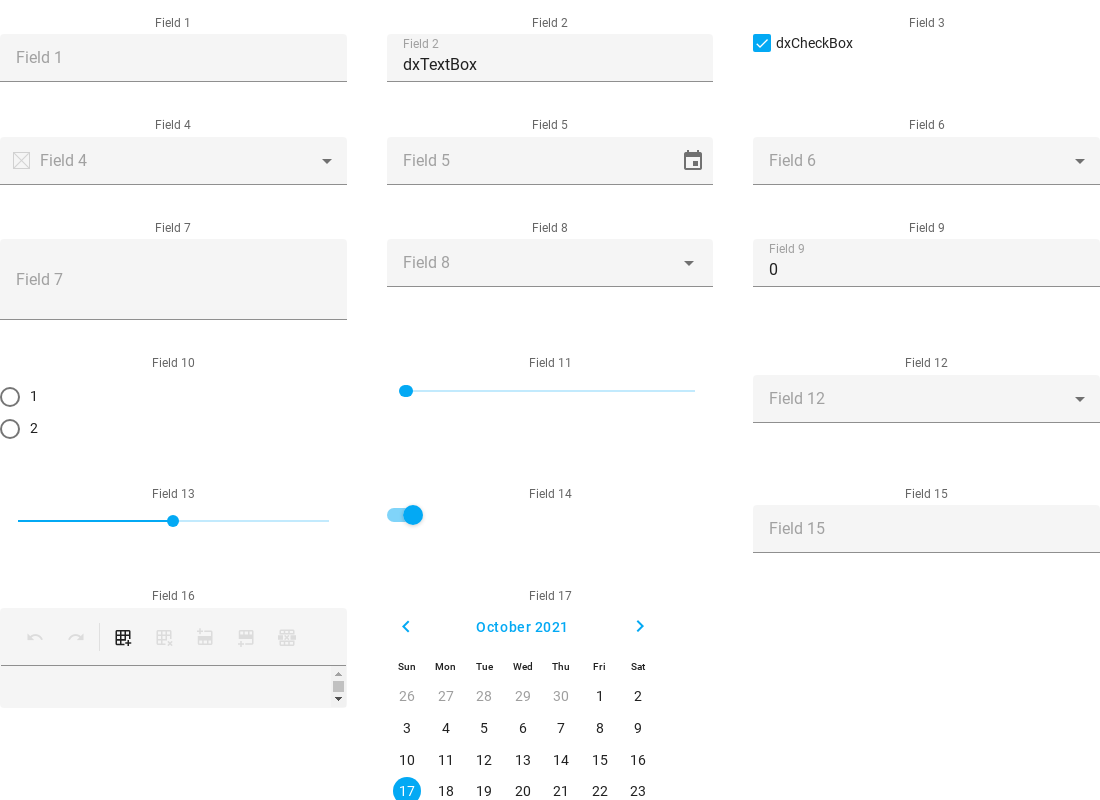 Field 1 Field 2 Field 3
Field 1
Field 2
dxTextBox
dxCheckBox
Field 4 Field 5 Field 6
Field 4 Field 5 Field 6
Field 7 Field 8 Field 9
Field 7
Field 8
Field 9
0
Field 10 Field 11 Field 12
1
2
Field 12
Field 13 Field 14 Field 15
Field 15
Field 16 Field 17
October 2021
Sun Mon Tue Wed Thu Fri Sat
26 27 28 29 30 1 2
3 4 5 6 7 8 9
10 11 12 13 14 15 16
17 18 19 20 21 22 23